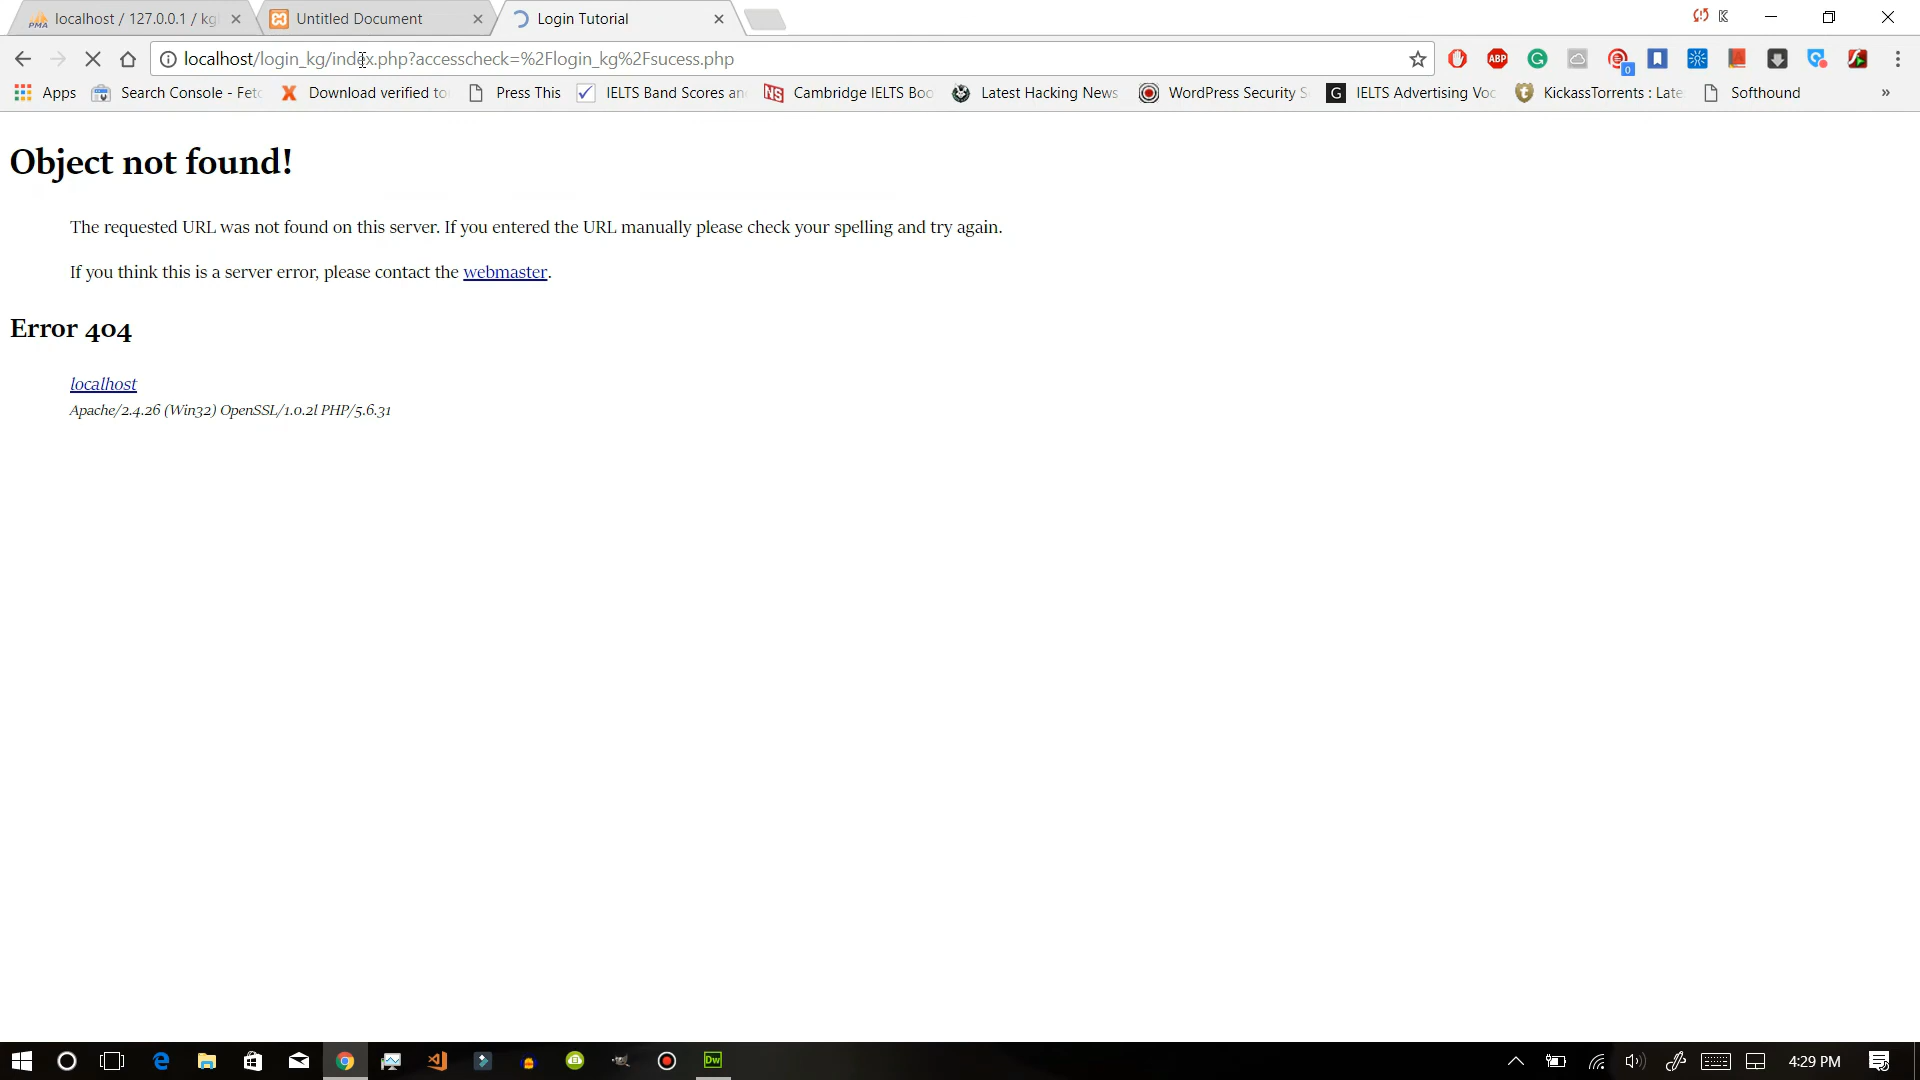 localhost / 127.0.0.1 / kg
Untitled Document
Login Tutorial
localhost/login_kg/index.php?accesscheck=%2Flogin_kg%2Fsucess.php
ABP
0
Apps
Search Console - Fetc
Download verified to
Press This
IELTS Band Scores an
NS
Cambridge IELTS Boo
Latest Hacking News
WordPress Security S
G
IELTS Advertising Voc
KickassTorrents : Late
Softhound
»
Object not found!
The requested URL was not found on this server. If you entered the URL manually please check your spelling and try again.
If you think this is a server error, please contact the webmaster.
Error 404
localhost
Apache/2.4.26 (Win32) OpenSSL/1.0.2l PHP/5.6.31
Dw
4:29 PM